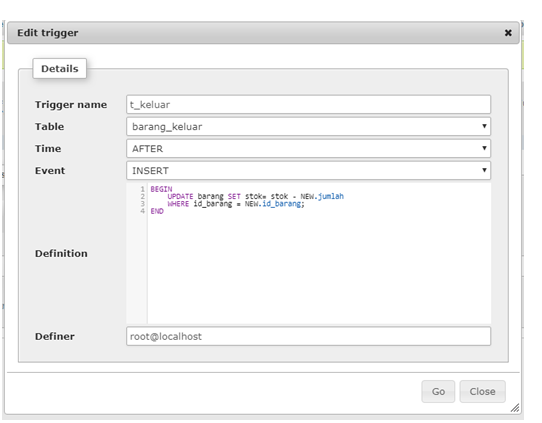 Edit trigger
Details
Trigger name t_keluar
Table barang_keluar
Time AFTER
Event INSERT
1 BEGIN
2 UPDATE barang SET stok= stok - NEW.jumlah
3 WHERE id_barang = NEW.id_barang;
4 END
Definition
Definer root@localhost
Go Close